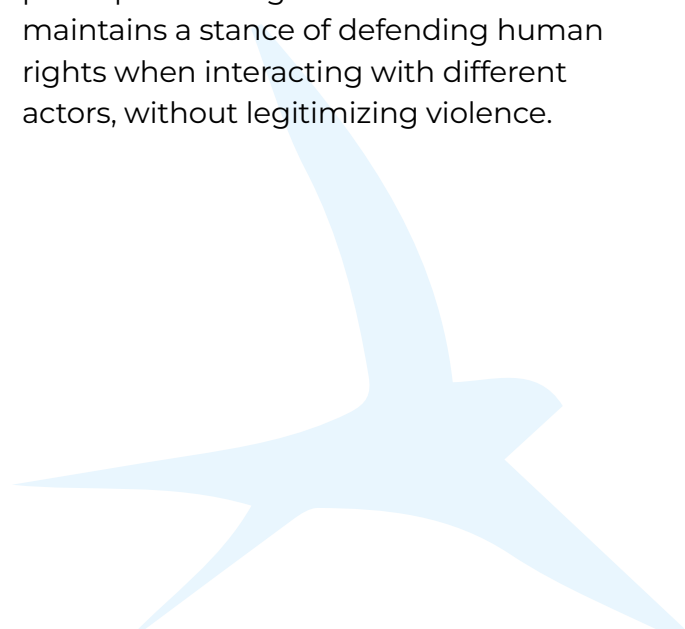 maintains a stance of defending human
rights when interacting with different
actors, without legitimizing violence.